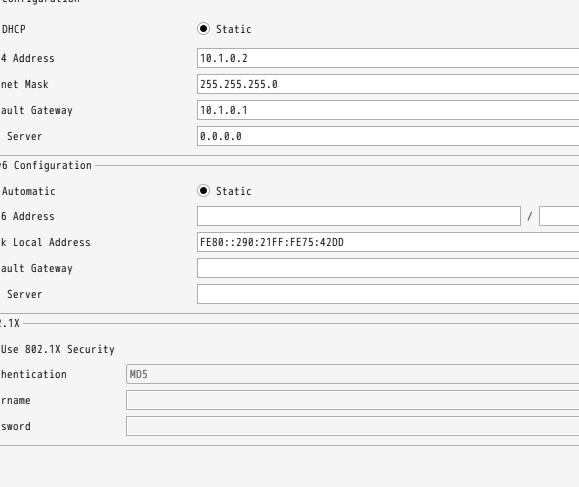 DHCP Static
4 Address 10.1.0.2
net Mask 255.255.255.0
ault Gateway 10.1.0.1
Server 0.0.0.0
6 Configuration
Automatic Static
6 Address /
k Local Address FE80::290:21FF:FE75:42DD
ault Gateway
Server
.1X
Use 802.1X Security
hentication MD5
rname
sword